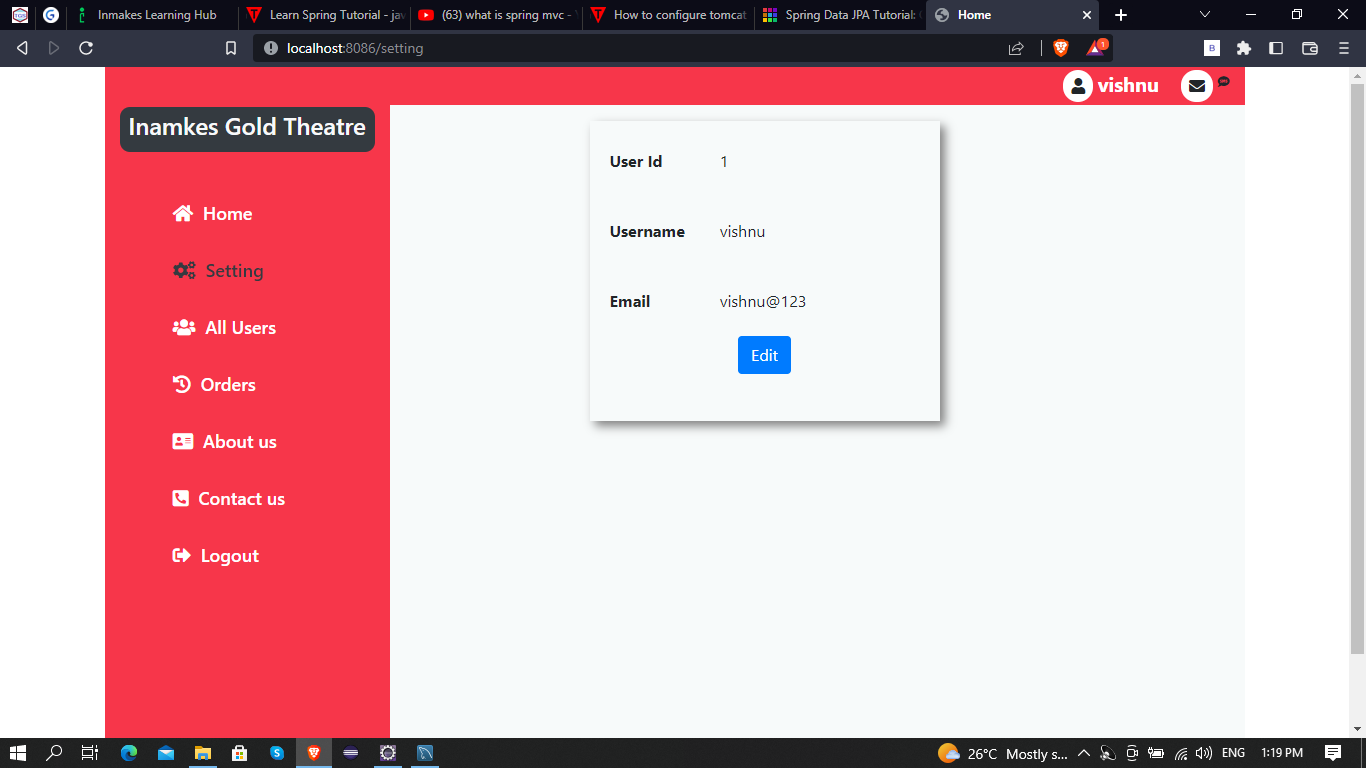 TGS
G
Inmakes Learning Hub
Learn Spring Tutorial - jav
(63) what is spring mvc - Y
How to configure tomcat
Spring Data JPA Tutorial: G
Home
localhost:8086/setting
1
B
vishnu
Inamkes Gold Theatre
User Id 1
Home
Username vishnu
Setting
Email vishnu@123
All Users
Edit
Orders
About us
Contact us
Logout
26°C Mostly s...
ENG
1:19 PM